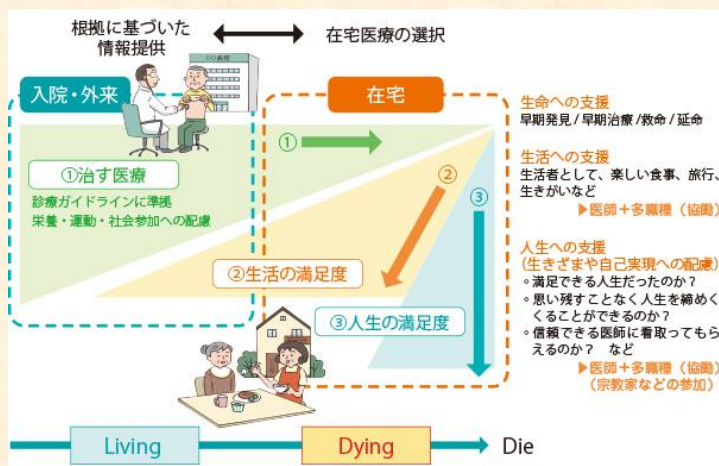 根拠に基づいた
情報提供
在宅医療の選択
〇〇病院
入院・外来
在宅
①
①治す医療
診療ガイドラインに準拠
栄養・運動・社会参加への配慮
②
③
②生活の満足度
③人生の満足度
生命への支援
早期発見/早期治療/救命/延命
生活への支援
生活者として、楽しい食事、旅行、
生きがいなど
▶医師+多職種（協働）
人生への支援
（生きざまや自己実現への配慮）
◦満足できる人生だったのか？
◦思い残すことなく人生を締めく
くることができるのか？
◦信頼できる医師に看取ってもら
えるのか？　など
▶医師+多職種（協働）
（宗教家などの参加）
Living
Dying
Die